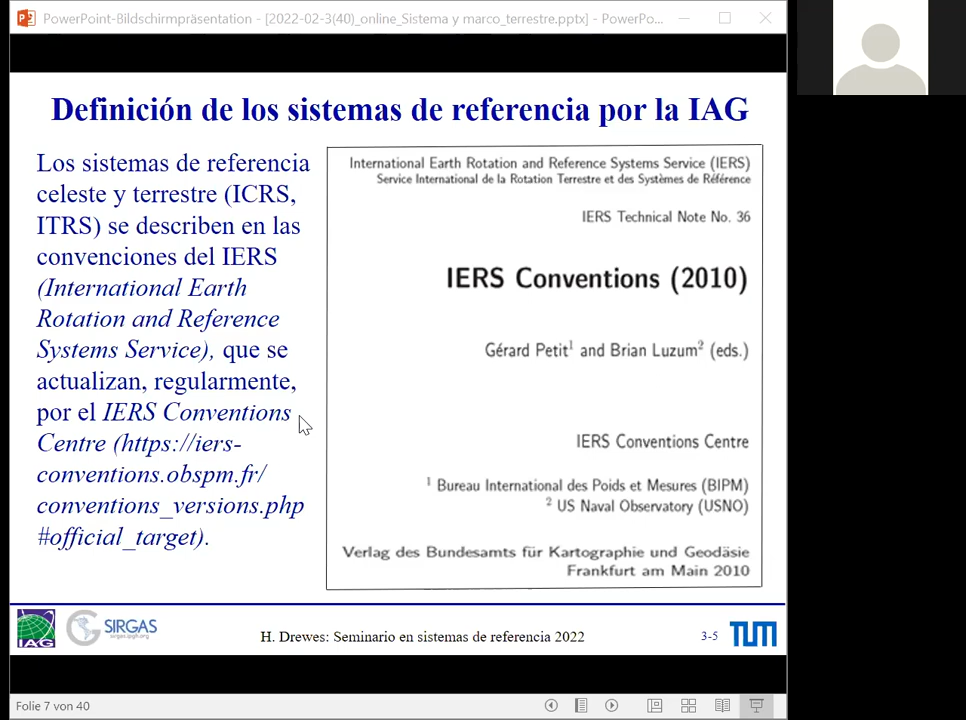 PowerPoint-Bildschirmpräsentation - [2022-02-3(40)_online_Sistema y marco_terrestre.pptx] - PowerPo...
Definición de los sistemas de referencia por la IAG
Los sistemas de referencia
celeste y terrestre (ICRS,
ITRS) se describen en las
convenciones del IERS
(International Earth
Rotation and Reference
Systems Service), que se
actualizan, regularmente,
por el IERS Conventions
Centre (https://iers-
conventions.obspm.fr/
conventions_versions.php
#official_target).
International Earth Rotation and Reference Systems Service (IERS)
Service International de la Rotation Terrestre et des Systèmes de Référence
IERS Technical Note No. 36
IERS Conventions (2010)
Gérard Petit¹ and Brian Luzum² (eds.)
IERS Conventions Centre
¹ Bureau International des Poids et Mesures (BIPM)
² US Naval Observatory (USNO)
Verlag des Bundesamts für Kartographie und Geodäsie
Frankfurt am Main 2010
IAG
SIRGAS
sirgas.ipgh.org
H. Drewes: Seminario en sistemas de referencia 2022
3-5
TUM
Folie 7 von 40